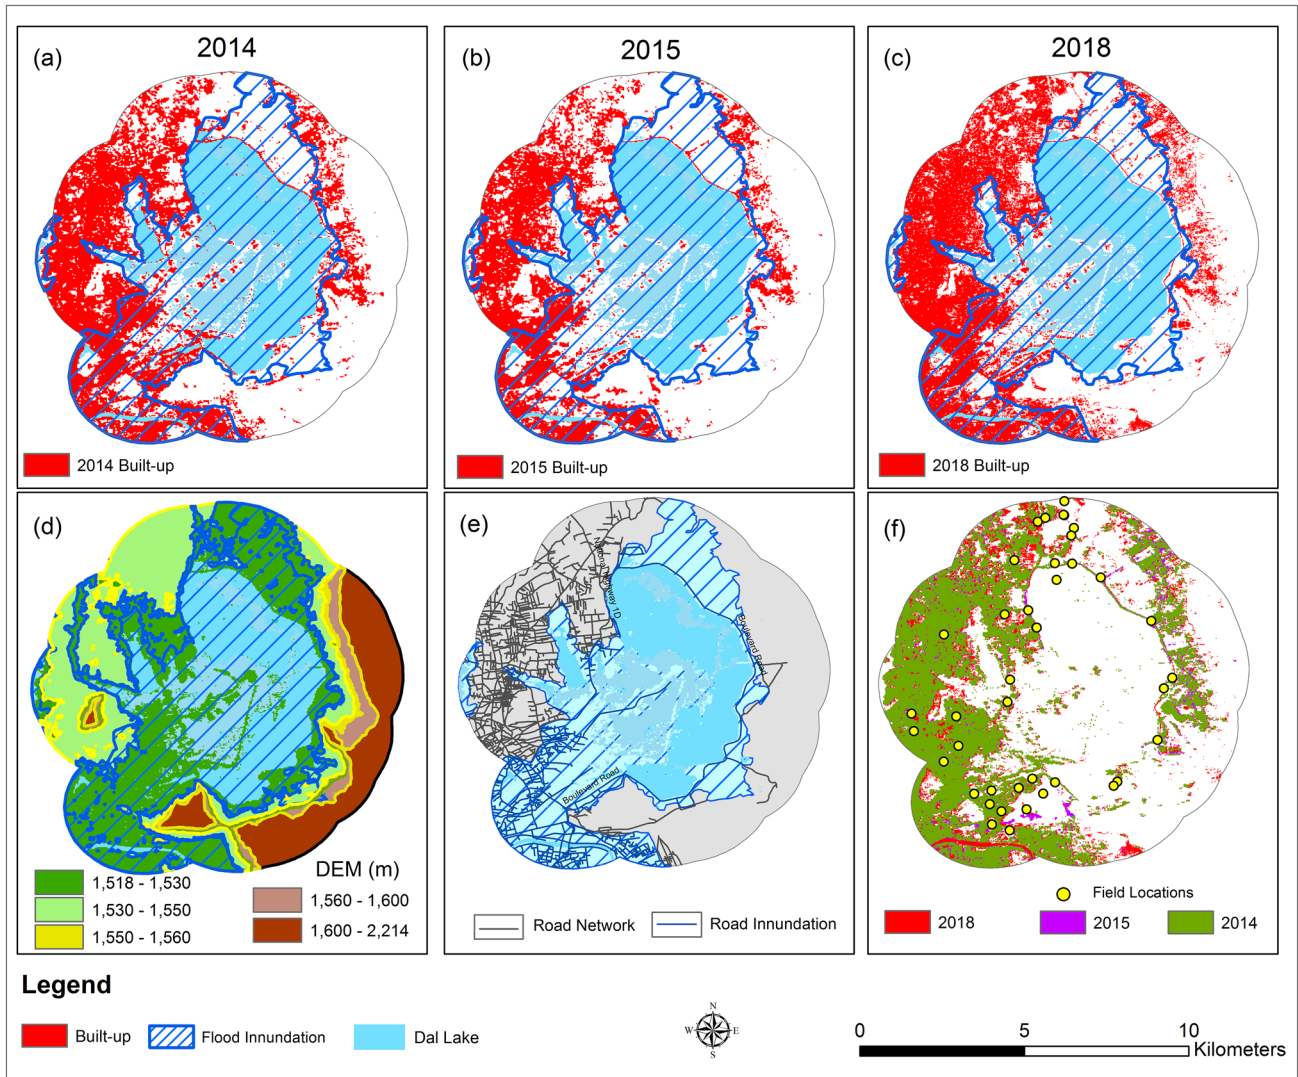 2014
(a)
2014 Built-up
2015
(b)
2015 Built-up
2018
(c)
2018 Built-up
(d)
DEM (m)
1,518 - 1,530
1,530 - 1,550
1,550 - 1,560
1,560 - 1,600
1,600 - 2,214
(e)
National Highway 1D
Boulevard Road
Boulevard Road
Road Network
Road Innundation
(f)
Field Locations
2018
2015
2014
Legend
Built-up
Flood Innundation
Dal Lake
N
W
E
S
0
5
10
Kilometers